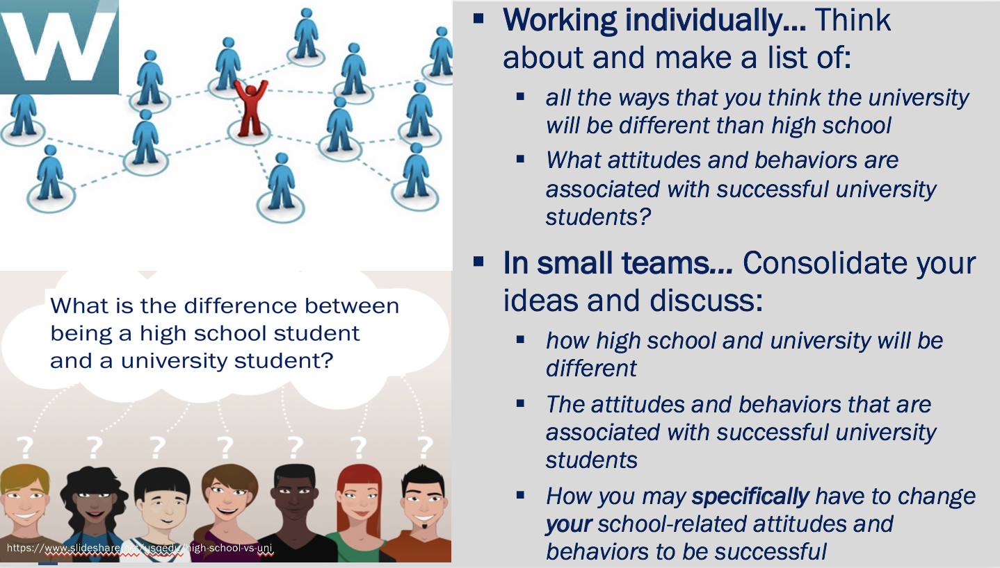 W
▪ Working individually... Think
about and make a list of:
▪ all the ways that you think the university
will be different than high school
▪ What attitudes and behaviors are
associated with successful university
students?
▪ In small teams... Consolidate your
ideas and discuss:
▪ how high school and university will be
different
▪ The attitudes and behaviors that are
associated with successful university
students
▪ How you may specifically have to change
your school-related attitudes and
behaviors to be successful
What is the difference between
being a high school student
and a university student?
? ? ? ? ? ? ?
https://www.slideshare.net/usqedu/high-school-vs-uni